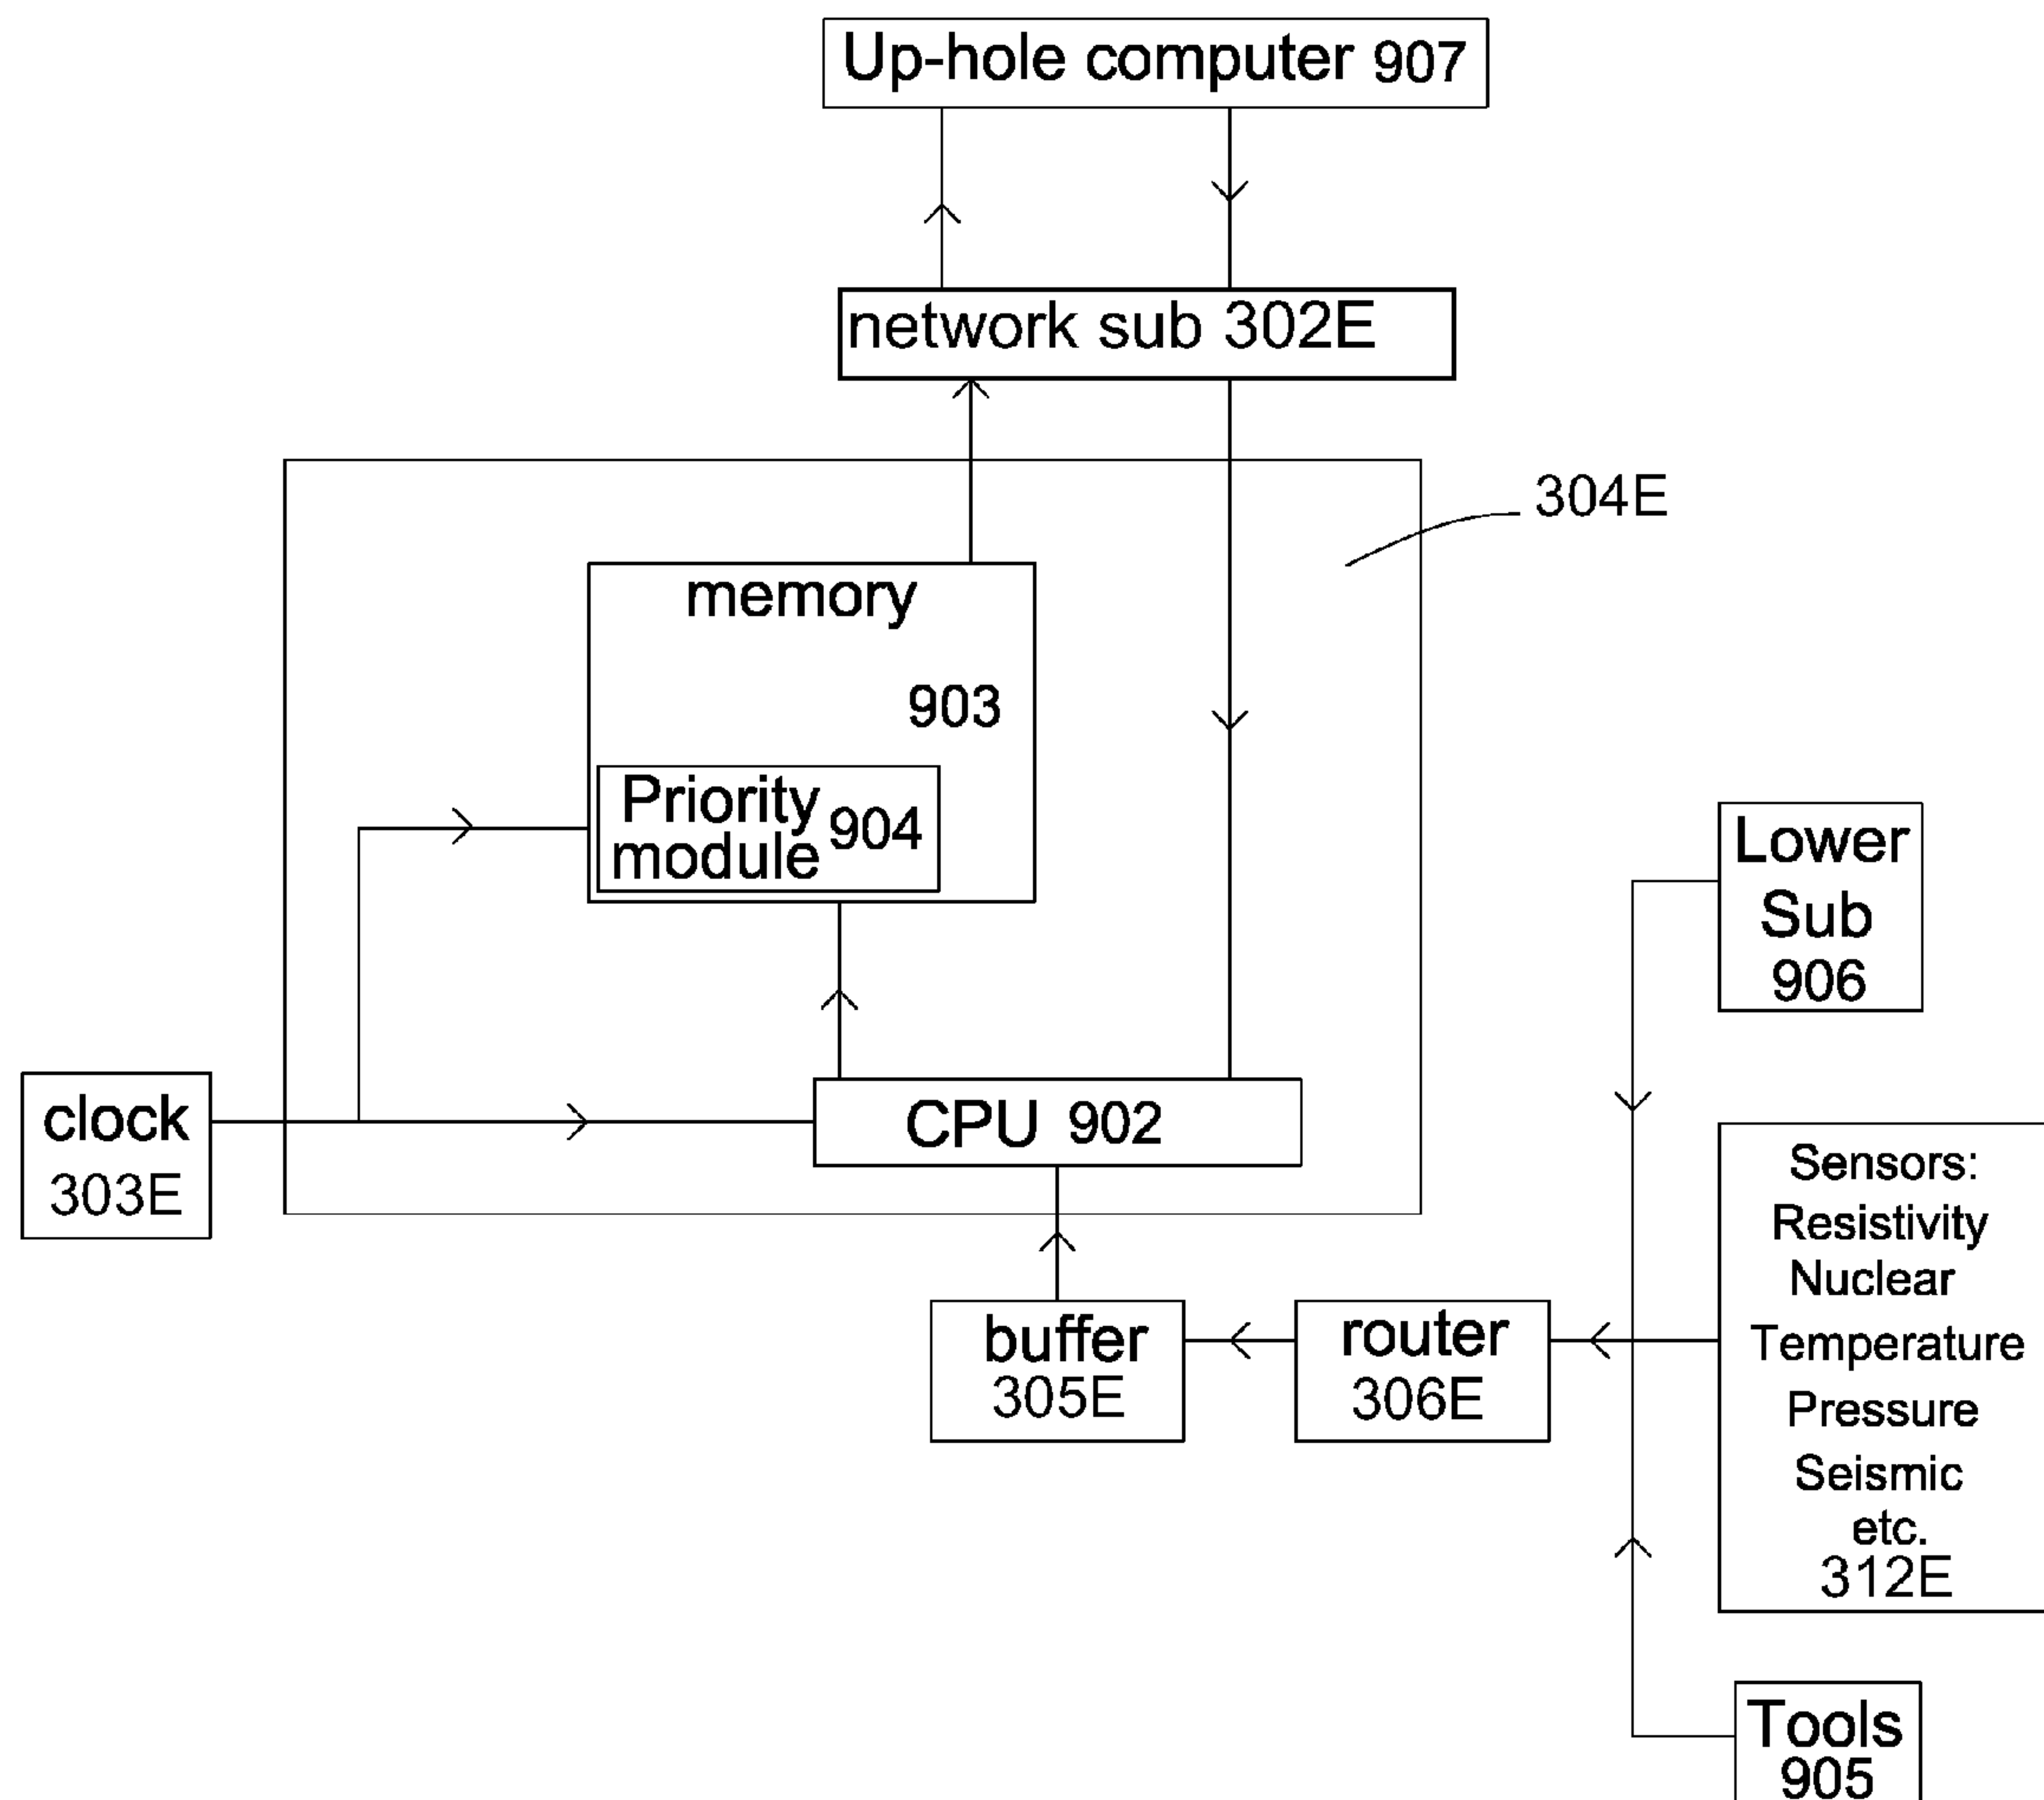 Up-hole computer 907
network sub 302E
304E
memory
903
Priority
module 904
Lower
Sub
906
clock
303E
CPU 902
Sensors:
Resistivity
Nuclear
Temperature
Pressure
Seismic
etc.
312E
buffer
305E
router
306E
Tools
905